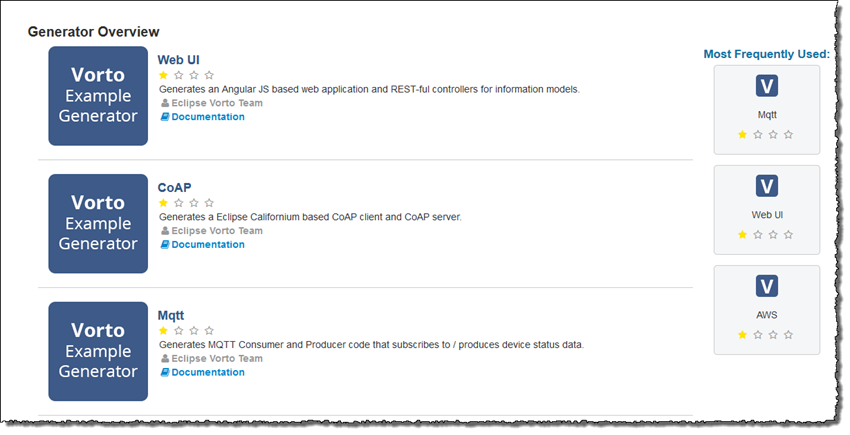 Generator Overview
Vorto
Example
Generator
Web UI
Generates an Angular JS based web application and REST-ful controllers for information models.
Eclipse Vorto Team
Documentation
Vorto
Example
Generator
CoAP
Generates a Eclipse Californium based CoAP client and CoAP server.
Eclipse Vorto Team
Documentation
Vorto
Example
Generator
Mqtt
Generates MQTT Consumer and Producer code that subscribes to / produces device status data.
Eclipse Vorto Team
Documentation
Most Frequently Used:
V
Mqtt
V
Web UI
V
AWS